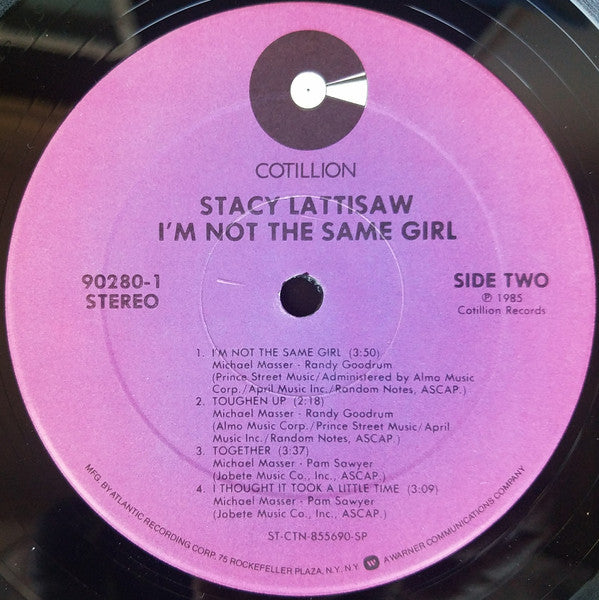 COTILLION
STACY LATTISAW
I'M NOT THE SAME GIRL
90280-1
STEREO
SIDE TWO
℗ 1985
Cotillion Records
1. I'M NOT THE SAME GIRL (3:50)
Michael Masser - Randy Goodrum
(Prince Street Music/Administered by Almo Music
Corp./April Music Inc./Random Notes, ASCAP.)
2. TOUGHEN UP (2:18)
Michael Masser - Randy Goodrum
(Almo Music Corp./Prince Street Music/April
Music Inc./Random Notes, ASCAP.)
3. TOGETHER (3:37)
Michael Masser - Pam Sawyer
(Jobete Music Co., Inc., ASCAP.)
4. I THOUGHT IT TOOK A LITTLE TIME (3:09)
Michael Masser - Pam Sawyer
(Jobete Music Co., Inc., ASCAP.)
ST-CTN-855690-SP
MFG. BY ATLANTIC RECORDING CORP. 75 ROCKEFELLER PLAZA, N.Y. N.Y. A WARNER COMMUNICATIONS COMPANY